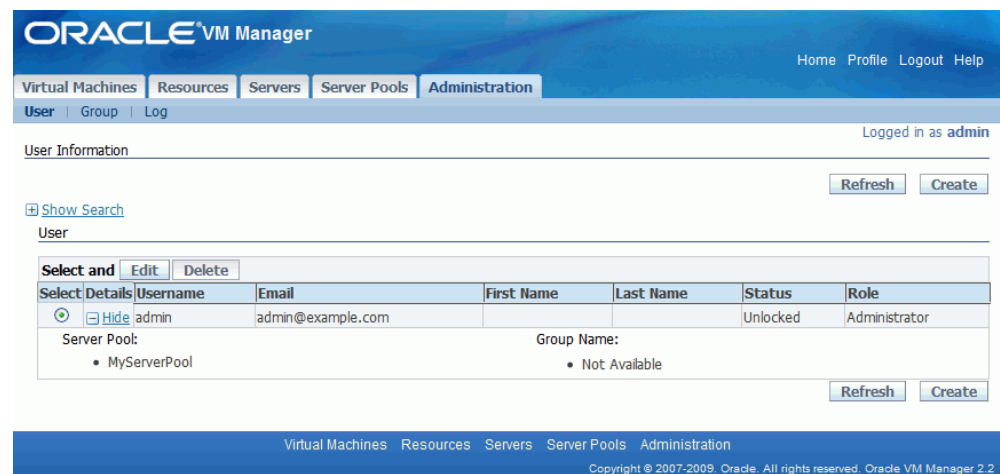 ORACLE VM Manager
Home Profile Logout Help
Virtual Machines Resources Servers Server Pools Administration
User | Group | Log
Logged in as admin
User Information
Refresh Create
Show Search
User
Select and Edit Delete
Select Details Username Email First Name Last Name Status Role
Hide admin admin@example.com Unlocked Administrator
Server Pool: Group Name:
• MyServerPool • Not Available
Refresh Create
Virtual Machines Resources Servers Server Pools Administration
Copyright © 2007-2009. Oracle. All rights reserved. Oracle VM Manager 2.2